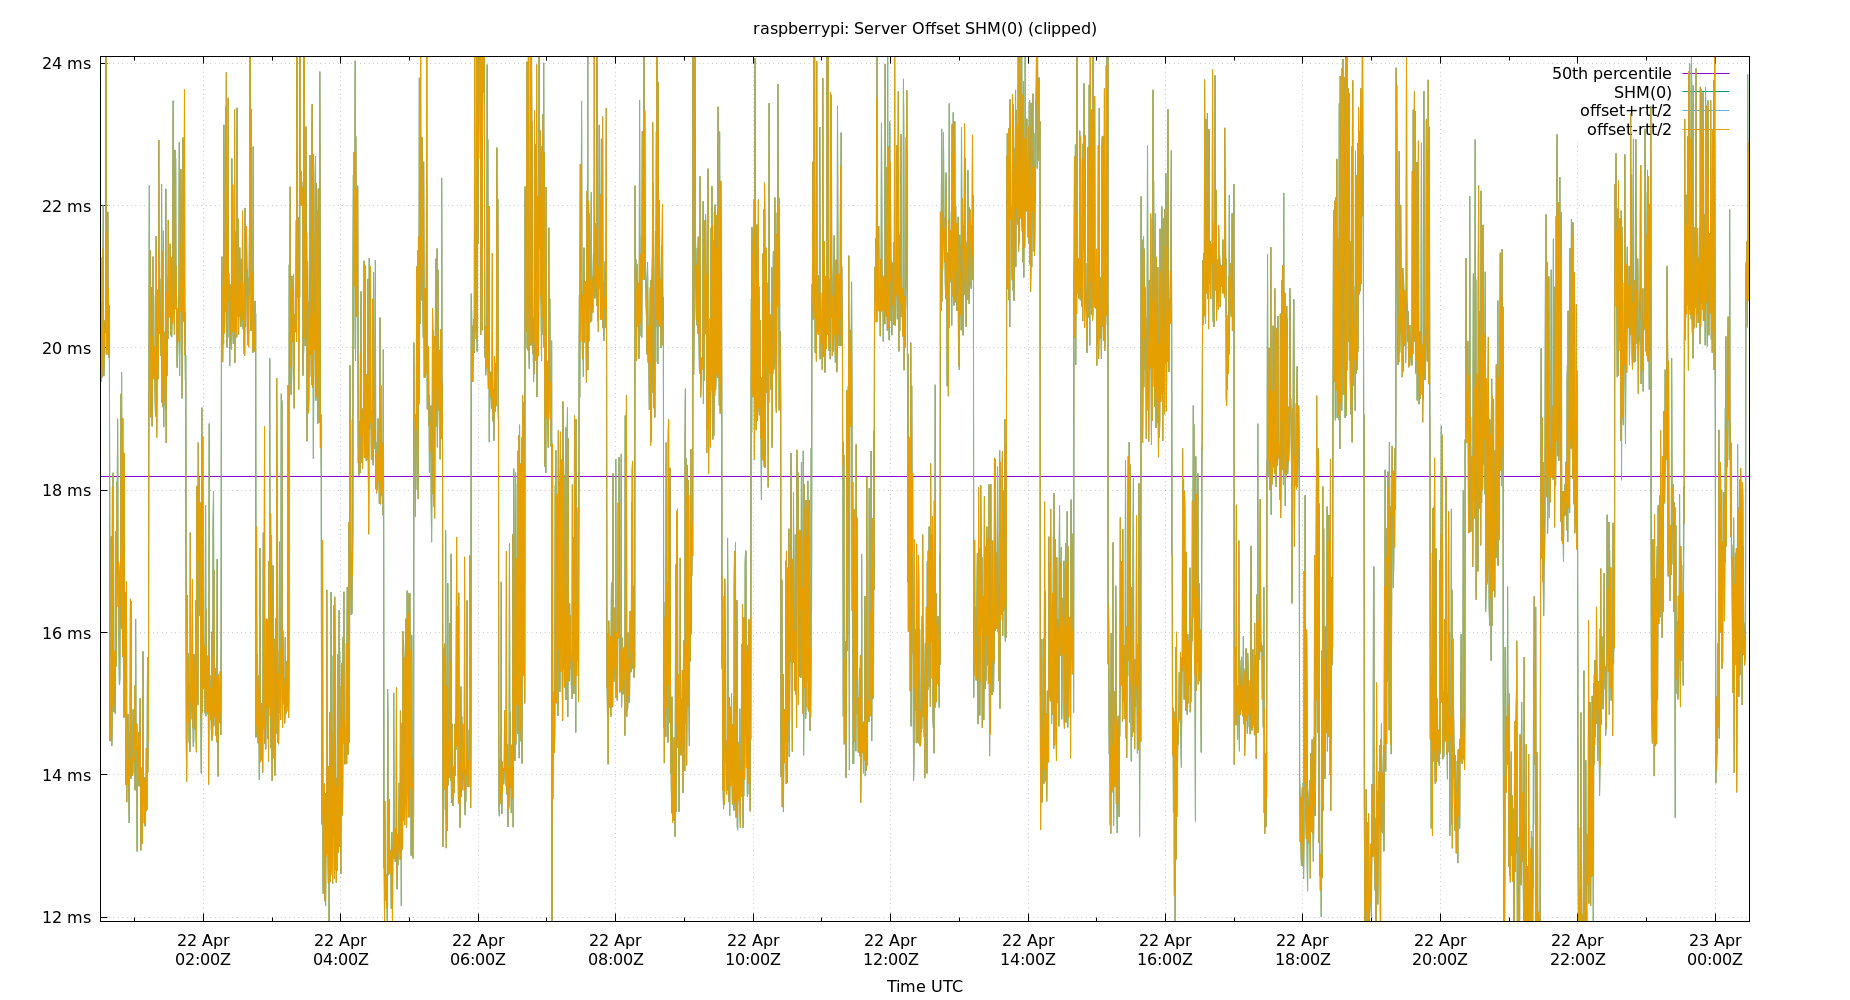 raspberrypi: Server Offset SHM(0) (clipped)
24 ms
50th percentile
SHM(0)
offset+rtt/2
offset-rtt/2
22 ms
20 ms
18 ms
16 ms
14 ms
12 ms
22 Apr 22 Apr 22 Apr 22 Apr 22 Apr 22 Apr 22 Apr 22 Apr 22 Apr 22 Apr 22 Apr 23 Apr
02:00Z 04:00Z 06:00Z 08:00Z 10:00Z 12:00Z 14:00Z 16:00Z 18:00Z 20:00Z 22:00Z 00:00Z
Time UTC